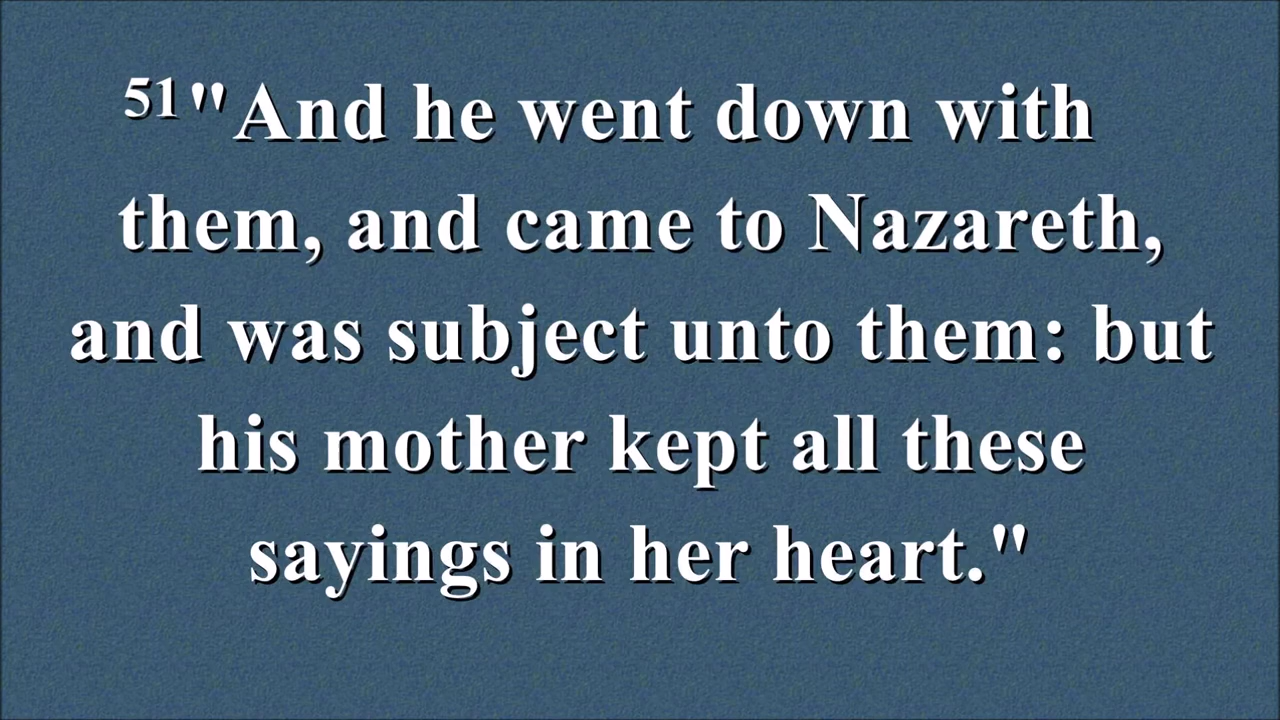 51"And he went down with
them, and came to Nazareth,
and was subject unto them: but
his mother kept all these
sayings in her heart."